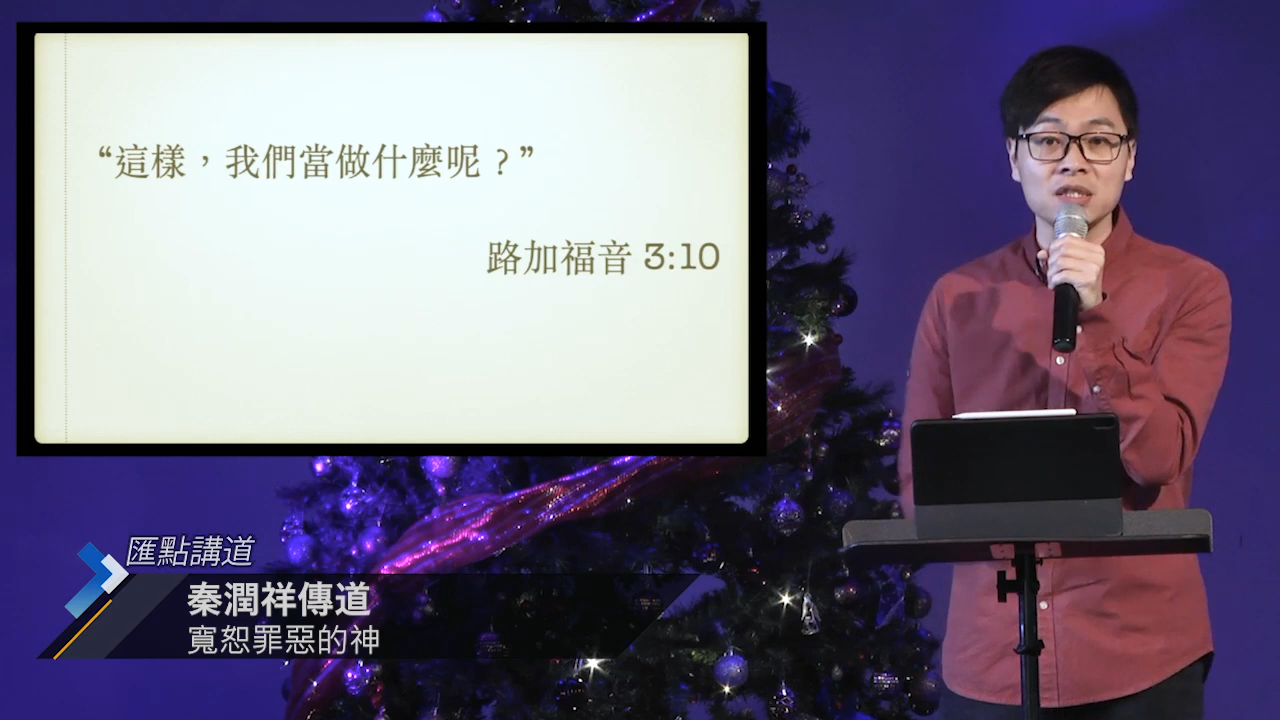 “這樣，我們當做什麼呢？”
路加福音 3:10
匯點講道
秦潤祥傳道
寬恕罪惡的神